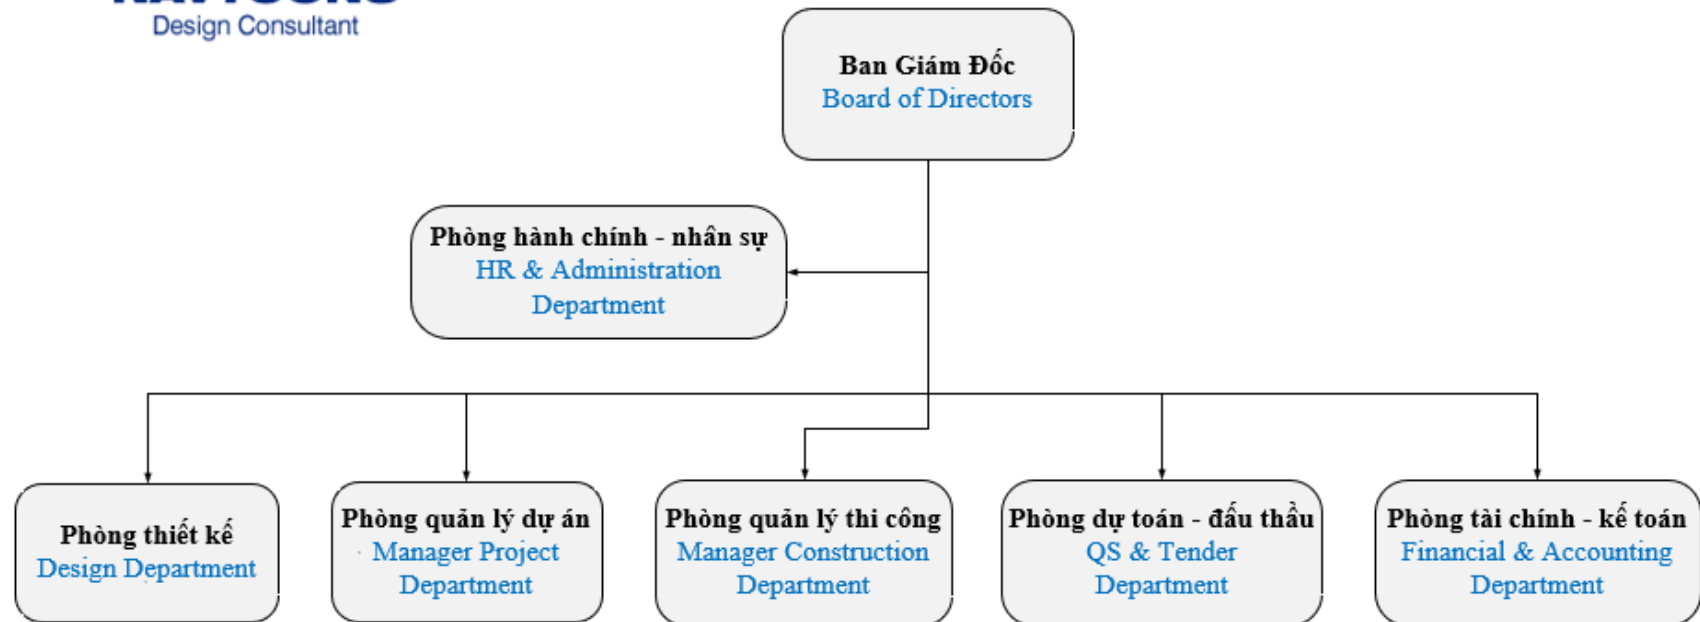 Design Consultant
Ban Giám Đốc
Board of Directors
Phòng hành chính - nhân sự
HR & Administration
Department
Phòng thiết kế
Design Department
Phòng quản lý dự án
Manager Project
Department
Phòng quản lý thi công
Manager Construction
Department
Phòng dự toán - đấu thầu
QS & Tender
Department
Phòng tài chính - kế toán
Financial & Accounting
Department